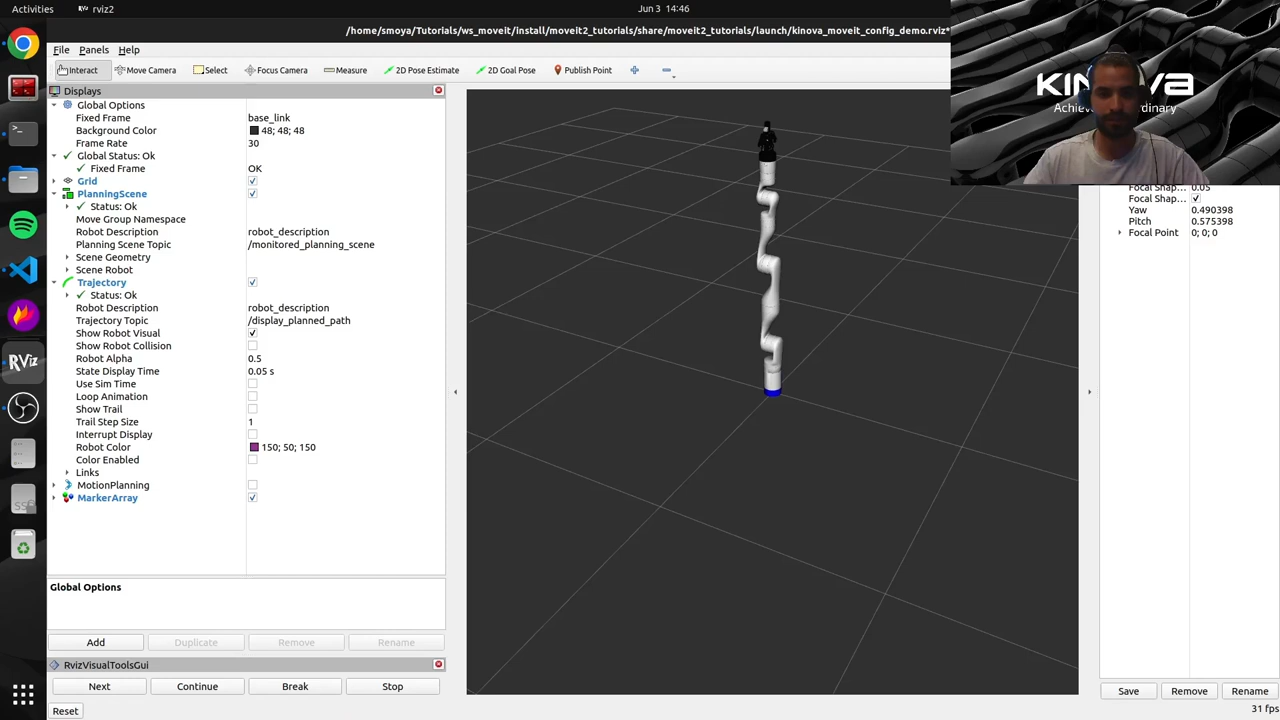 Activities
rviz2
Jun 3 14:46
/home/smoya/Tutorials/ws_moveit/install/moveit2_tutorials/share/moveit2_tutorials/launch/kinova_moveit_config_demo.rviz*
File Panels Help
Interact Move Camera Select Focus Camera Measure 2D Pose Estimate 2D Goal Pose Publish Point
Displays
Global Options
Fixed Frame base_link
Background Color 48; 48; 48
Frame Rate 30
Global Status: Ok
Fixed Frame OK
Grid
PlanningScene
Status: Ok
Move Group Namespace
Robot Description robot_description
Planning Scene Topic /monitored_planning_scene
Scene Geometry
Scene Robot
Trajectory
Status: Ok
Robot Description robot_description
Trajectory Topic /display_planned_path
Show Robot Visual
Show Robot Collision
Robot Alpha 0.5
State Display Time 0.05 s
Use Sim Time
Loop Animation
Show Trail
Trail Step Size 1
Interrupt Display
Robot Color 150; 50; 150
Color Enabled
Links
MotionPlanning
MarkerArray
Global Options
Add Duplicate Remove Rename
RvizVisualToolsGui
Next Continue Break Stop
Reset
Focal Shap... 0.05
Focal Shap...
Yaw 0.490398
Pitch 0.575398
Focal Point 0; 0; 0
Save Remove Rename
31 fps